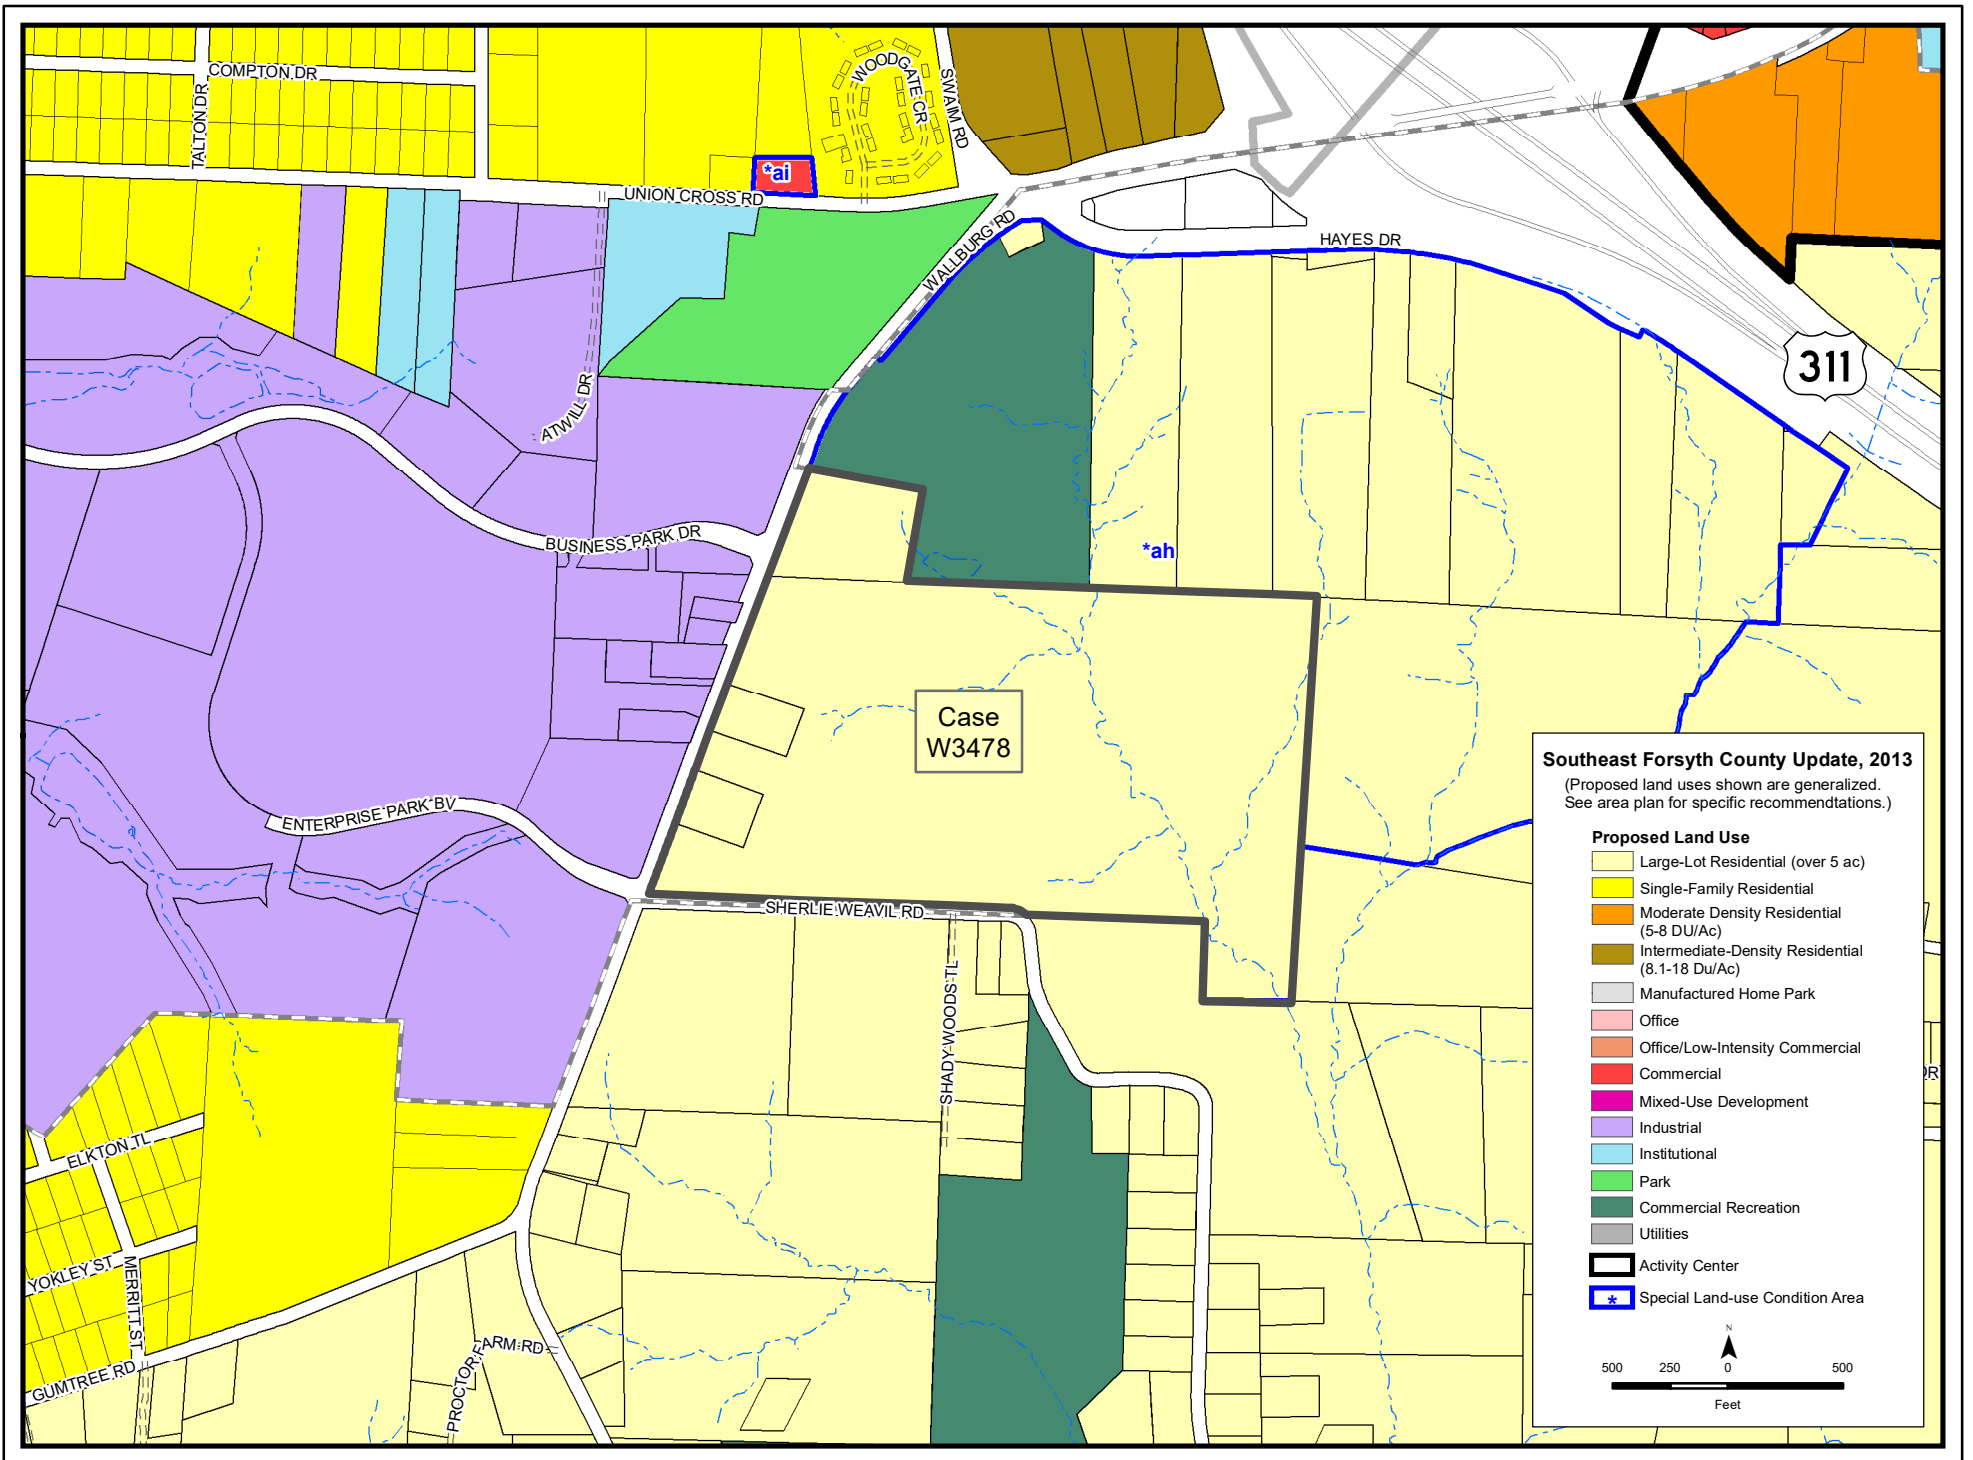 COMPTON DR
TALTON DR
WOODGATE CR
SWAIM RD
*ai
UNION CROSS RD
WALLBURG RD
HAYES DR
311
ATWILL DR
BUSINESS PARK DR
*ah
Case
W3478
ENTERPRISE PARK BV
SHERLIE WEAVIL RD
SHADY WOODS TL
ELKTON TL
YOKLEY ST
MERRITT ST
GUMTREE RD
PROCTOR FARM RD
DR
Southeast Forsyth County Update, 2013
(Proposed land uses shown are generalized.
See area plan for specific recommendtations.)
Proposed Land Use
Large-Lot Residential (over 5 ac)
Single-Family Residential
Moderate Density Residential
(5-8 DU/Ac)
Intermediate-Density Residential
(8.1-18 Du/Ac)
Manufactured Home Park
Office
Office/Low-Intensity Commercial
Commercial
Mixed-Use Development
Industrial
Institutional
Park
Commercial Recreation
Utilities
Activity Center
* Special Land-use Condition Area
N
500 250 0 500
Feet